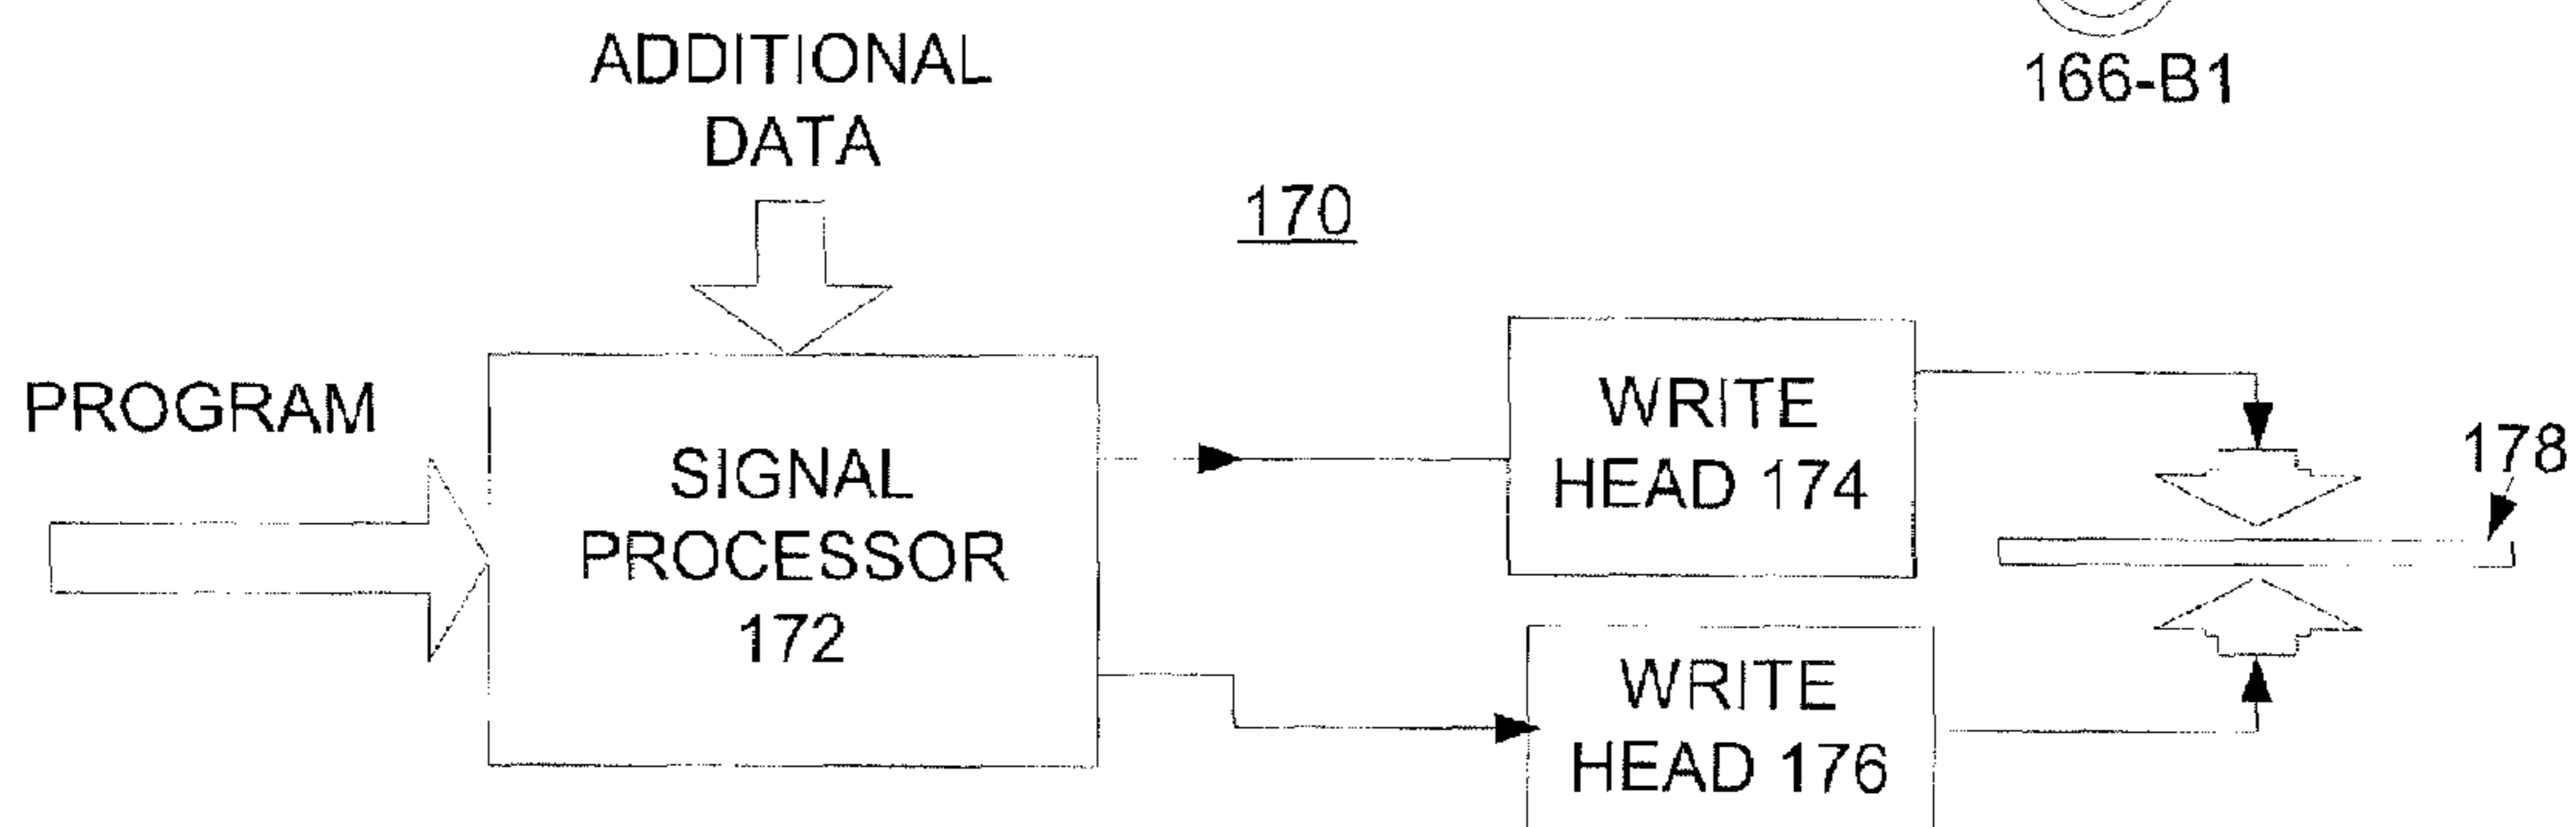 166-B1
ADDITIONAL
DATA
170
PROGRAM
SIGNAL
PROCESSOR
172
WRITE
HEAD 174
178
WRITE
HEAD 176